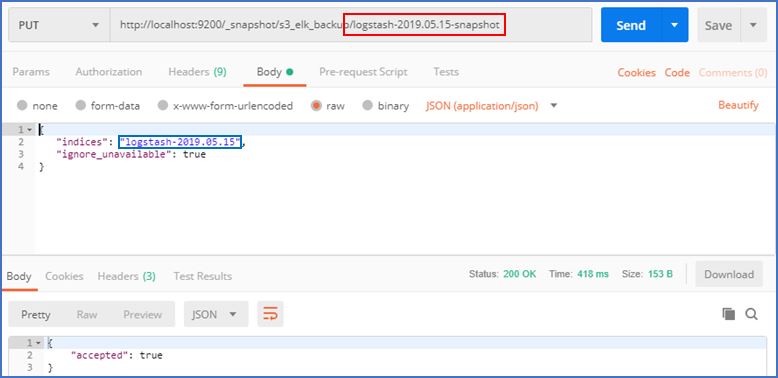 PUT http://localhost:9200/_snapshot/s3_elk_backup/logstash-2019.05.15-snapshot Send Save
Params Authorization Headers (9) Body Pre-request Script Tests Cookies Code Comments (0)
none form-data x-www-form-urlencoded raw binary JSON (application/json) Beautify
1 {
2 "indices": "logstash-2019.05.15",
3 "ignore_unavailable": true
4 }
Body Cookies Headers (3) Test Results Status: 200 OK Time: 418 ms Size: 153 B Download
Pretty Raw Preview JSON
1 {
2 "accepted": true
3 }